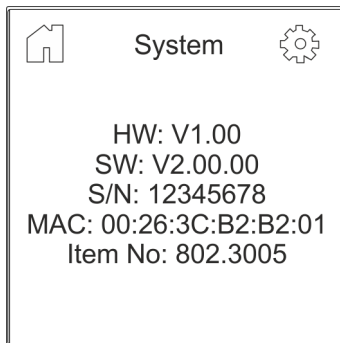 System
HW: V1.00
SW: V2.00.00
S/N: 12345678
MAC: 00:26:3C:B2:B2:01
Item No: 802.3005